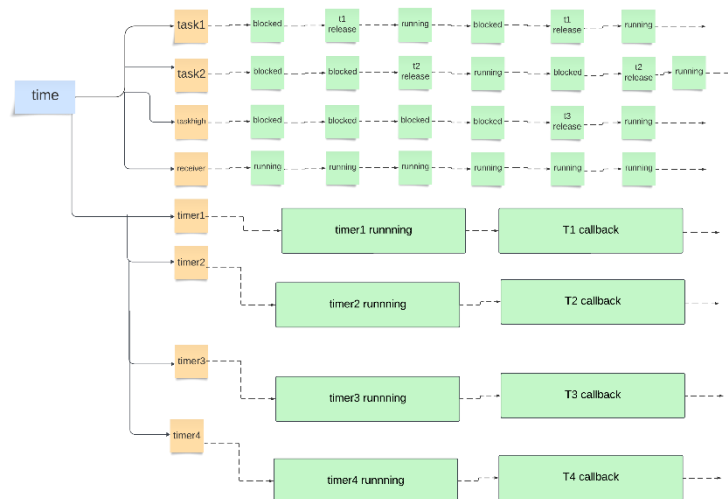 time
task1
blocked
t1
release
running
blocked
t1
release
running
task2
blocked
blocked
t2
release
running
blocked
t2
release
running
taskhigh
blocked
blocked
blocked
blocked
t3
release
running
receiver
running
running
running
running
running
running
timer1
timer1 runnning
T1 callback
timer2
timer2 runnning
T2 callback
timer3
timer3 runnning
T3 callback
timer4
timer4 runnning
T4 callback